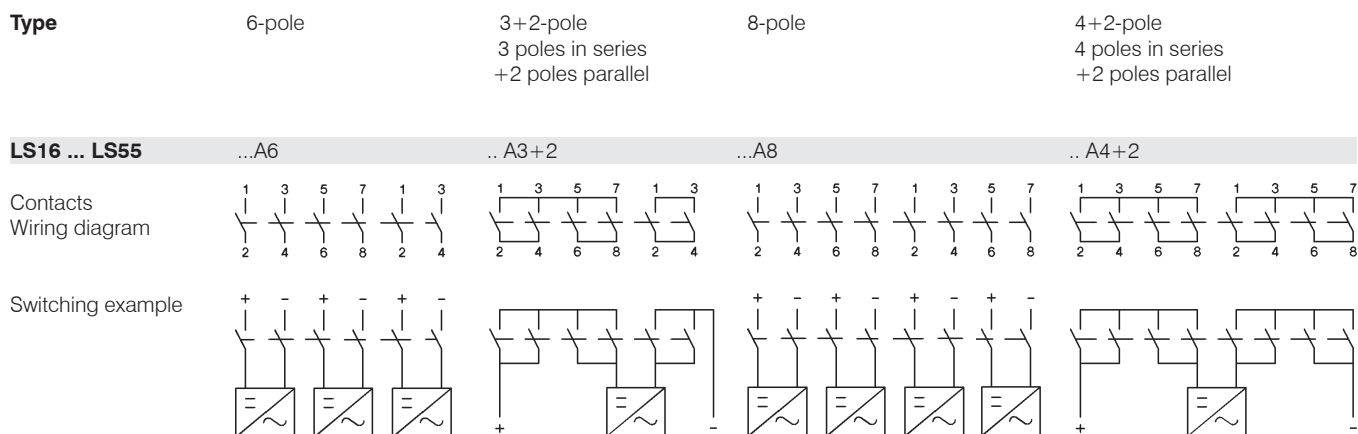 Type 6-pole 3+2-pole 8-pole 4+2-pole
3 poles in series 4 poles in series
+2 poles parallel +2 poles parallel
LS16 ... LS55 ...A6 .. A3+2 ...A8 .. A4+2
1 3 5 7 1 3 1 3 5 7 1 3 1 3 5 7 1 3 5 7 1 3 5 7 1 3 5 7
Contacts
Wiring diagram
2 4 6 8 2 4 2 4 6 8 2 4 2 4 6 8 2 4 6 8 2 4 6 8 2 4 6 8
Switching example + - + - + - + - + - + - + -
= ~ = ~ = ~ = ~ = ~ = ~ = ~ = ~ = ~
+ - + -